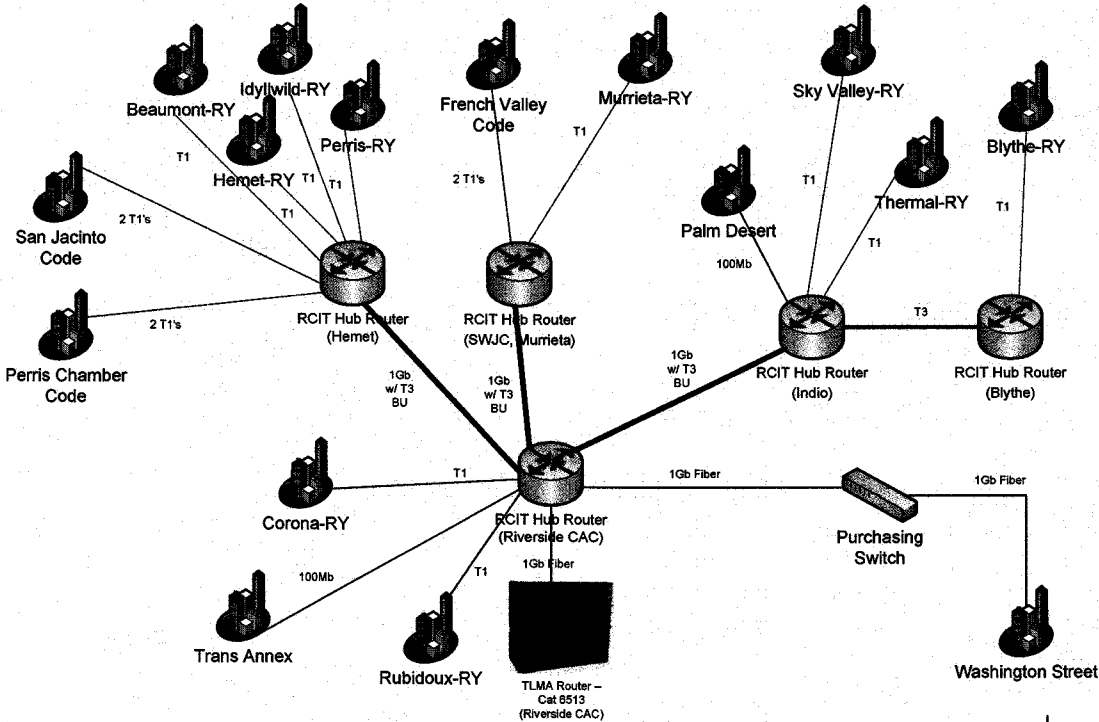 Idyllwild-RY
Beaumont-RY
Perris-RY
Hemet-RY
T1
T1
T1
T1
San Jacinto
Code
2 T1's
Perris Chamber
Code
2 T1's
RCIT Hub Router
(Hemet)
French Valley
Code
Murrieta-RY
2 T1's
T1
RCIT Hub Router
(SWJC, Murrieta)
Sky Valley-RY
Blythe-RY
Thermal-RY
Palm Desert
T1
T1
T1
100Mb
T3
RCIT Hub Router
(Indio)
RCIT Hub Router
(Blythe)
1Gb
w/ T3
BU
1Gb
w/ T3
BU
1Gb
w/ T3
BU
Corona-RY
T1
RCIT Hub Router
(Riverside CAC)
1Gb Fiber
1Gb Fiber
Purchasing
Switch
100Mb
T1
1Gb Fiber
Trans Annex
Rubidoux-RY
TLMA Router –
Cat 6513
(Riverside CAC)
Washington Street